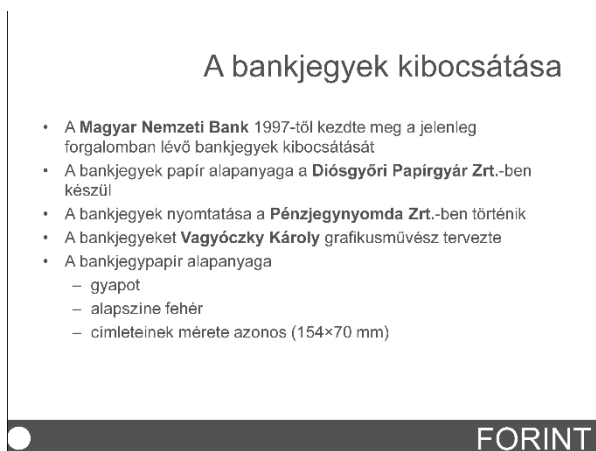 A bankjegyek kibocsátása
• A Magyar Nemzeti Bank 1997-től kezdte meg a jelenleg
forgalomban lévő bankjegyek kibocsátását
• A bankjegyek papír alapanyaga a Diósgyőri Papírgyár Zrt.-ben
készül
• A bankjegyek nyomtatása a Pénzjegynyomda Zrt.-ben történik
• A bankjegyeket Vagyóczky Károly grafikusművész tervezte
• A bankjegypapír alapanyaga
– gyapot
– alapszíne fehér
– címleteinek mérete azonos (154×70 mm)
FORINT